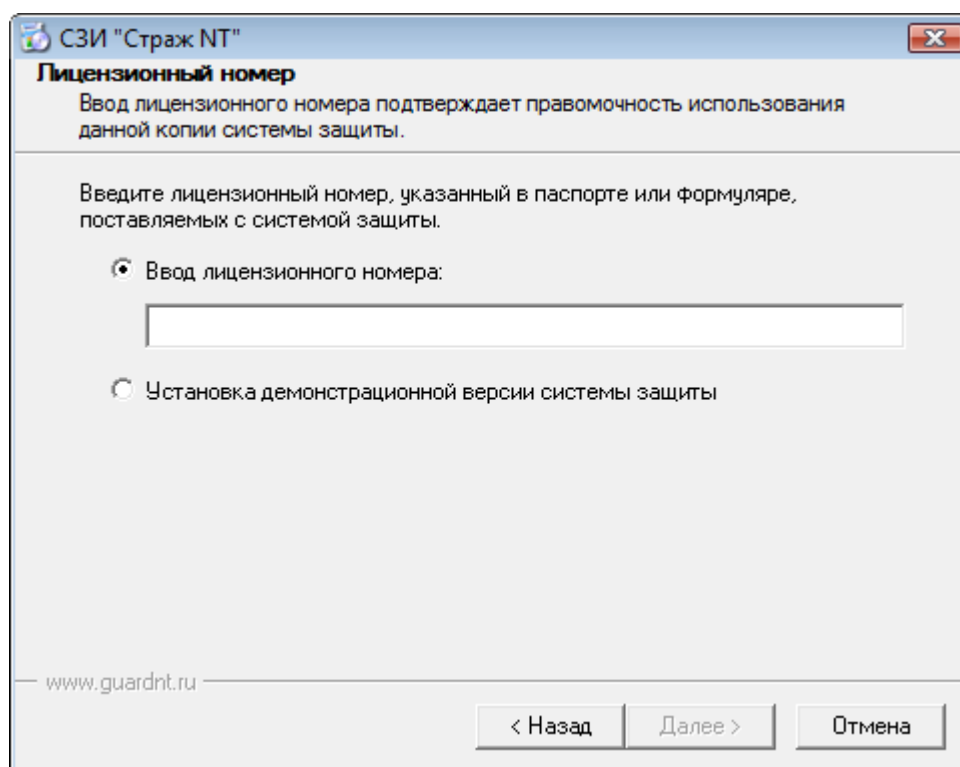 СЗИ "Страж NT"
Лицензионный номер
Ввод лицензионного номера подтверждает правомочность использования
данной копии системы защиты.
Введите лицензионный номер, указанный в паспорте или формуляре,
поставляемых с системой защиты.
Ввод лицензионного номера:
Установка демонстрационной версии системы защиты
www.guardnt.ru
< Назад Далее > Отмена